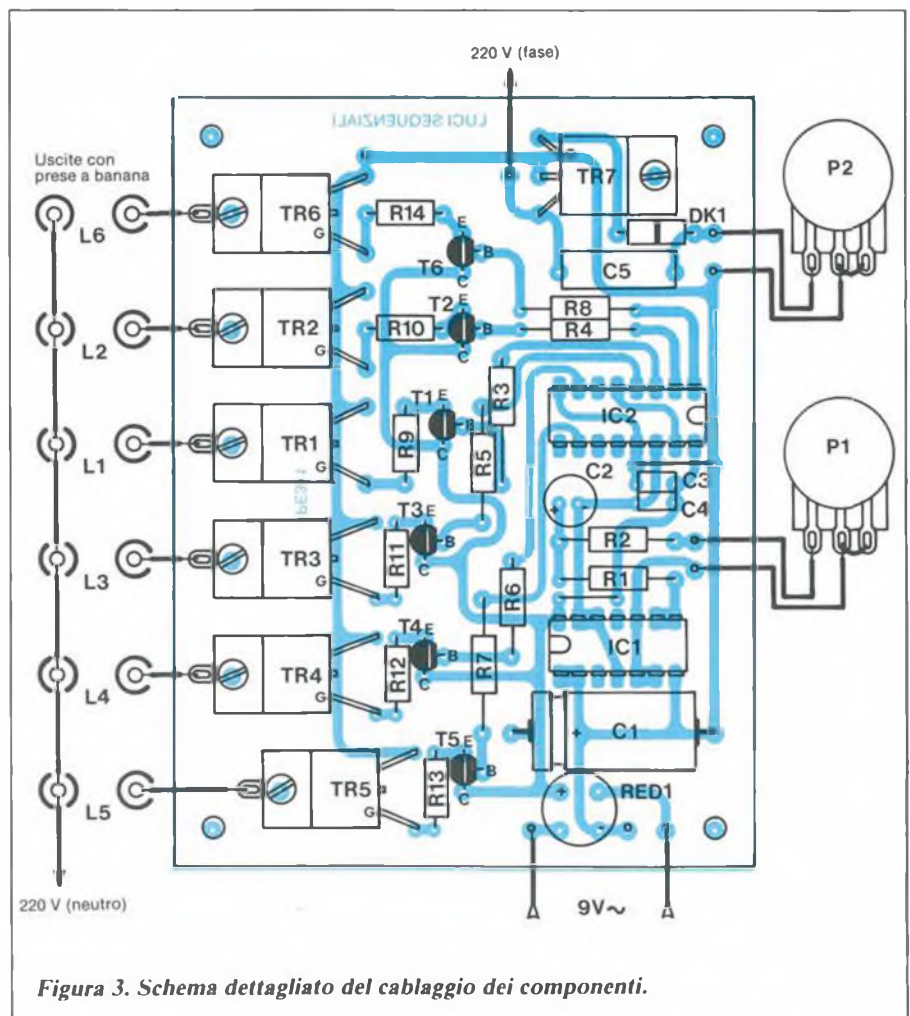 220 V (fase)
LUCI SEQUENZIALI
Uscite con
prese a banana
L6
TR6
G
R14
E
B
C
T6
TR7
DK1
P2
C5
L2
TR2
G
R10
T2
E
B
C
R8
R4
R3
IC2
L1
TR1
G
R9
T1
E
C
R5
C2
+
C3
C4
P1
L3
TR3
G
R11
T3
E
B
C
R6
R2
R1
L4
TR4
G
R12
T4
E
B
C
R7
IC1
L5
TR5
G
R13
T5
E
B
C
+
C1
RED1
+
-
220 V (neutro)
9V~
Figura 3. Schema dettagliato del cablaggio dei componenti.